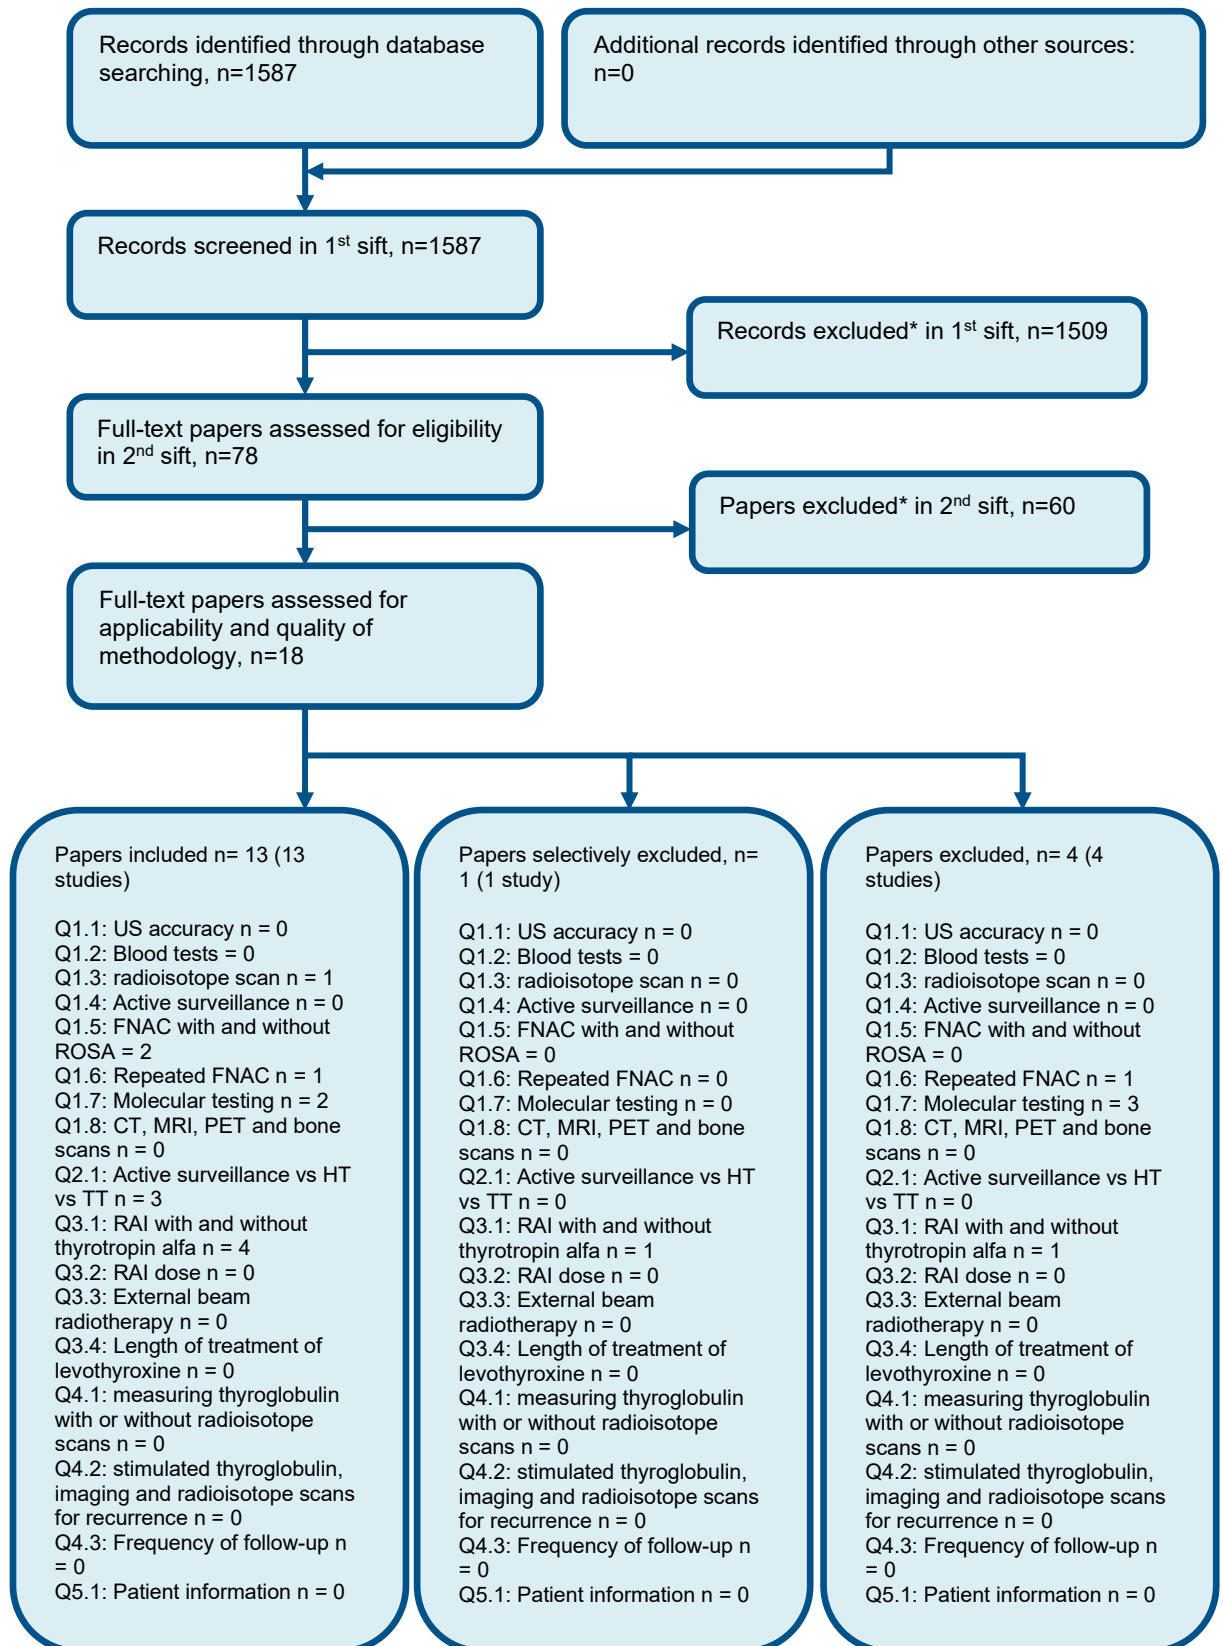 Records identified through database
searching, n=1587
Additional records identified through other sources:
n=0
Records screened in 1st sift, n=1587
Records excluded* in 1st sift, n=1509
Full-text papers assessed for eligibility
in 2nd sift, n=78
Papers excluded* in 2nd sift, n=60
Full-text papers assessed for
applicability and quality of
methodology, n=18
Papers included n= 13 (13
studies)
Q1.1: US accuracy n = 0
Q1.2: Blood tests = 0
Q1.3: radioisotope scan n = 1
Q1.4: Active surveillance n = 0
Q1.5: FNAC with and without
ROSA = 2
Q1.6: Repeated FNAC n = 1
Q1.7: Molecular testing n = 2
Q1.8: CT, MRI, PET and bone
scans n = 0
Q2.1: Active surveillance vs HT
vs TT n = 3
Q3.1: RAI with and without
thyrotropin alfa n = 4
Q3.2: RAI dose n = 0
Q3.3: External beam
radiotherapy n = 0
Q3.4: Length of treatment of
levothyroxine n = 0
Q4.1: measuring thyroglobulin
with or without radioisotope
scans n = 0
Q4.2: stimulated thyroglobulin,
imaging and radioisotope scans
for recurrence n = 0
Q4.3: Frequency of follow-up n
= 0
Q5.1: Patient information n = 0
Papers selectively excluded, n=
1 (1 study)
Q1.1: US accuracy n = 0
Q1.2: Blood tests = 0
Q1.3: radioisotope scan n = 0
Q1.4: Active surveillance n = 0
Q1.5: FNAC with and without
ROSA = 0
Q1.6: Repeated FNAC n = 0
Q1.7: Molecular testing n = 0
Q1.8: CT, MRI, PET and bone
scans n = 0
Q2.1: Active surveillance vs HT
vs TT n = 0
Q3.1: RAI with and without
thyrotropin alfa n = 1
Q3.2: RAI dose n = 0
Q3.3: External beam
radiotherapy n = 0
Q3.4: Length of treatment of
levothyroxine n = 0
Q4.1: measuring thyroglobulin
with or without radioisotope
scans n = 0
Q4.2: stimulated thyroglobulin,
imaging and radioisotope scans
for recurrence n = 0
Q4.3: Frequency of follow-up n
= 0
Q5.1: Patient information n = 0
Papers excluded, n= 4 (4
studies)
Q1.1: US accuracy n = 0
Q1.2: Blood tests = 0
Q1.3: radioisotope scan n = 0
Q1.4: Active surveillance n = 0
Q1.5: FNAC with and without
ROSA = 0
Q1.6: Repeated FNAC n = 1
Q1.7: Molecular testing n = 3
Q1.8: CT, MRI, PET and bone
scans n = 0
Q2.1: Active surveillance vs HT
vs TT n = 0
Q3.1: RAI with and without
thyrotropin alfa n = 1
Q3.2: RAI dose n = 0
Q3.3: External beam
radiotherapy n = 0
Q3.4: Length of treatment of
levothyroxine n = 0
Q4.1: measuring thyroglobulin
with or without radioisotope
scans n = 0
Q4.2: stimulated thyroglobulin,
imaging and radioisotope scans
for recurrence n = 0
Q4.3: Frequency of follow-up n
= 0
Q5.1: Patient information n = 0